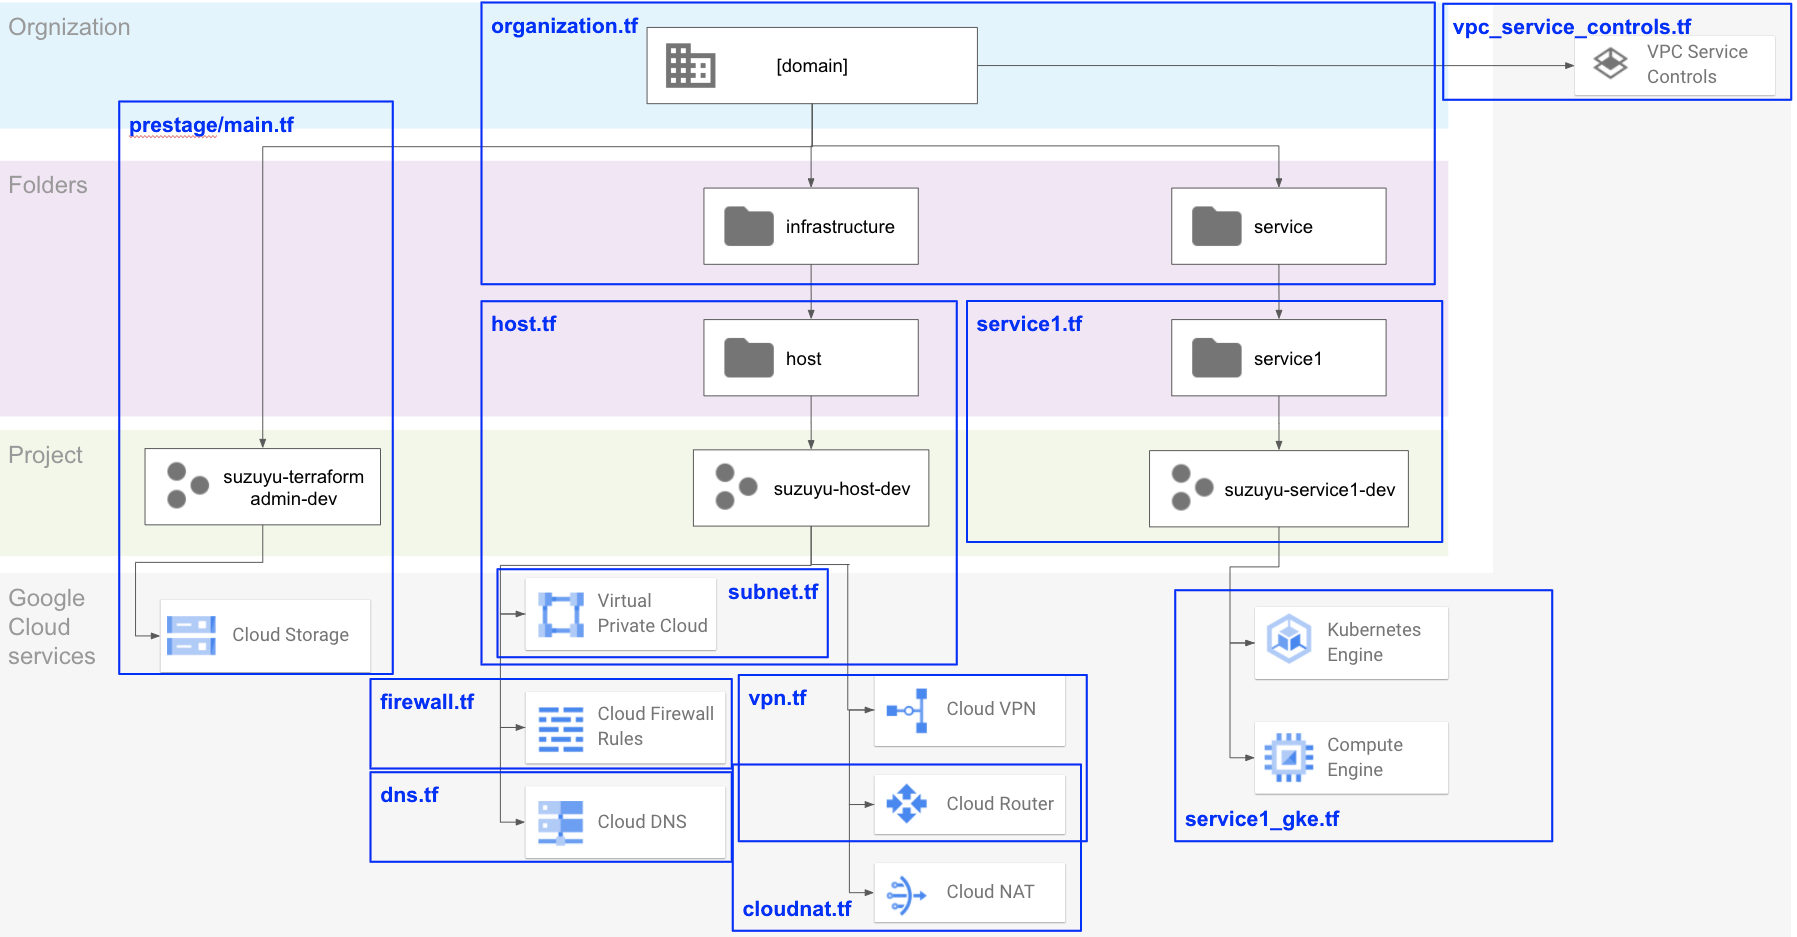 Orgnization
organization.tf
[domain]
vpc_service_controls.tf
VPC Service
Controls
prestage/main.tf
Folders
infrastructure
service
host.tf
host
service1.tf
service1
Project
suzuyu-terraform
admin-dev
suzuyu-host-dev
suzuyu-service1-dev
Google
Cloud
services
Cloud Storage
Virtual
Private Cloud
subnet.tf
Kubernetes
Engine
firewall.tf
Cloud Firewall
Rules
vpn.tf
Cloud VPN
Compute
Engine
dns.tf
Cloud DNS
Cloud Router
service1_gke.tf
Cloud NAT
cloudnat.tf